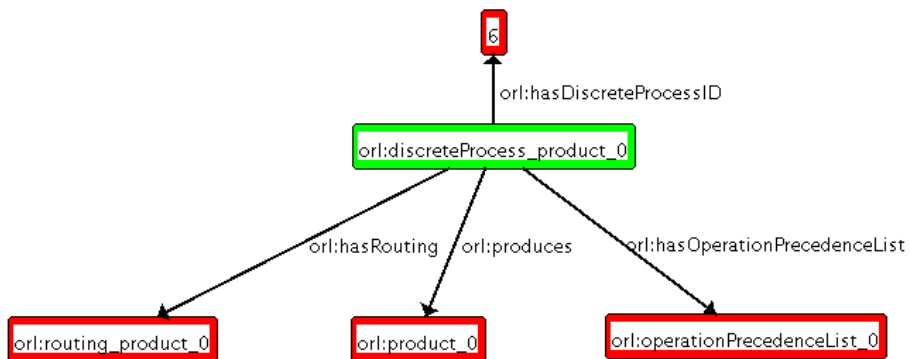 6
orl:hasDiscreteProcessID
orl:discreteProcess_product_0
orl:hasRouting
orl:produces
orl:hasOperationPrecedenceList
orl:routing_product_0
orl:product_0
orl:operationPrecedenceList_0